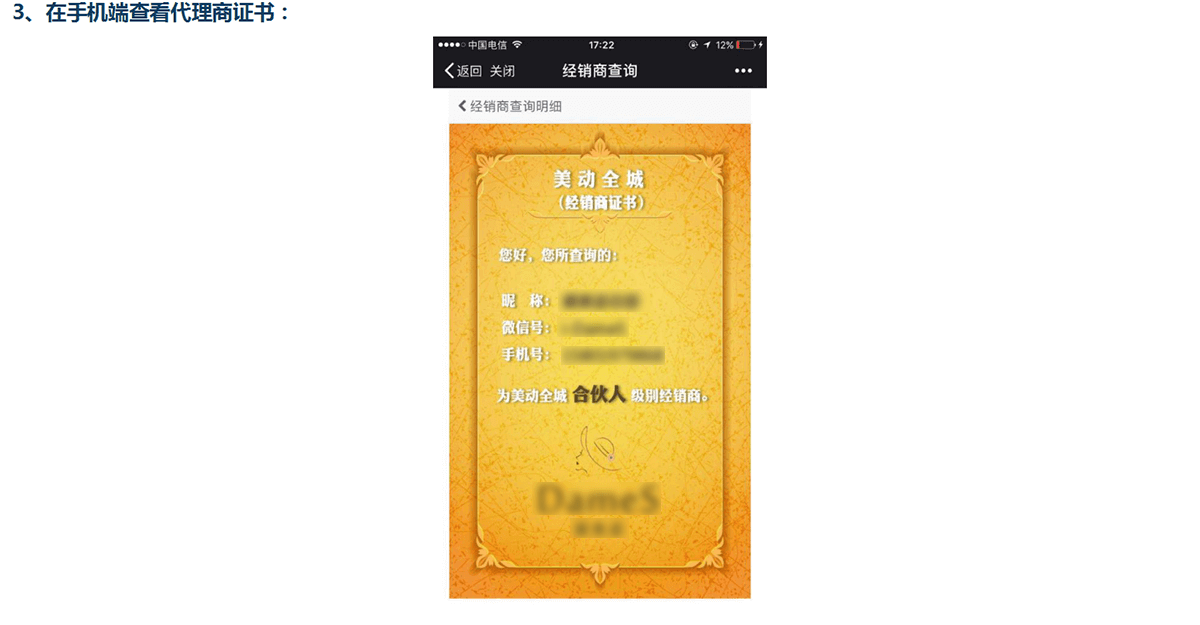 3、在手机端查看代理商证书：
中国电信 17:22 12%
返回 关闭 经销商查询
经销商查询明细
美动全城
（经销商证书）
您好，您所查询的：
昵 称：
微信号：
手机号：
为美动全城 合伙人 级别经销商。
DameS